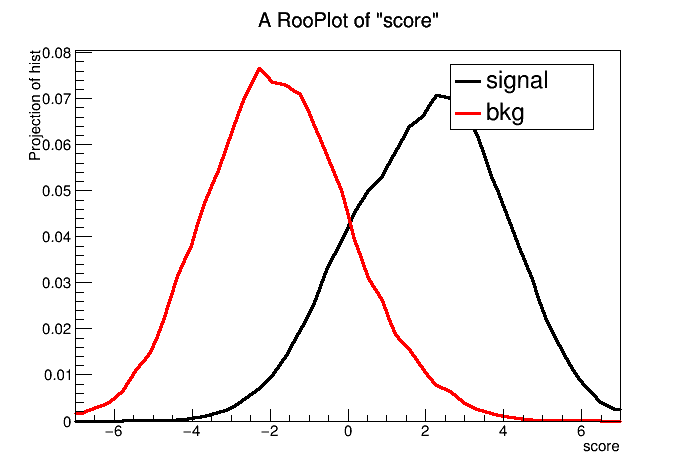 A RooPlot of "score"
Projection of hist
0.08
0.07
0.06
0.05
0.04
0.03
0.02
0.01
0
signal
bkg
−6 −4 −2 0 2 4 6
score